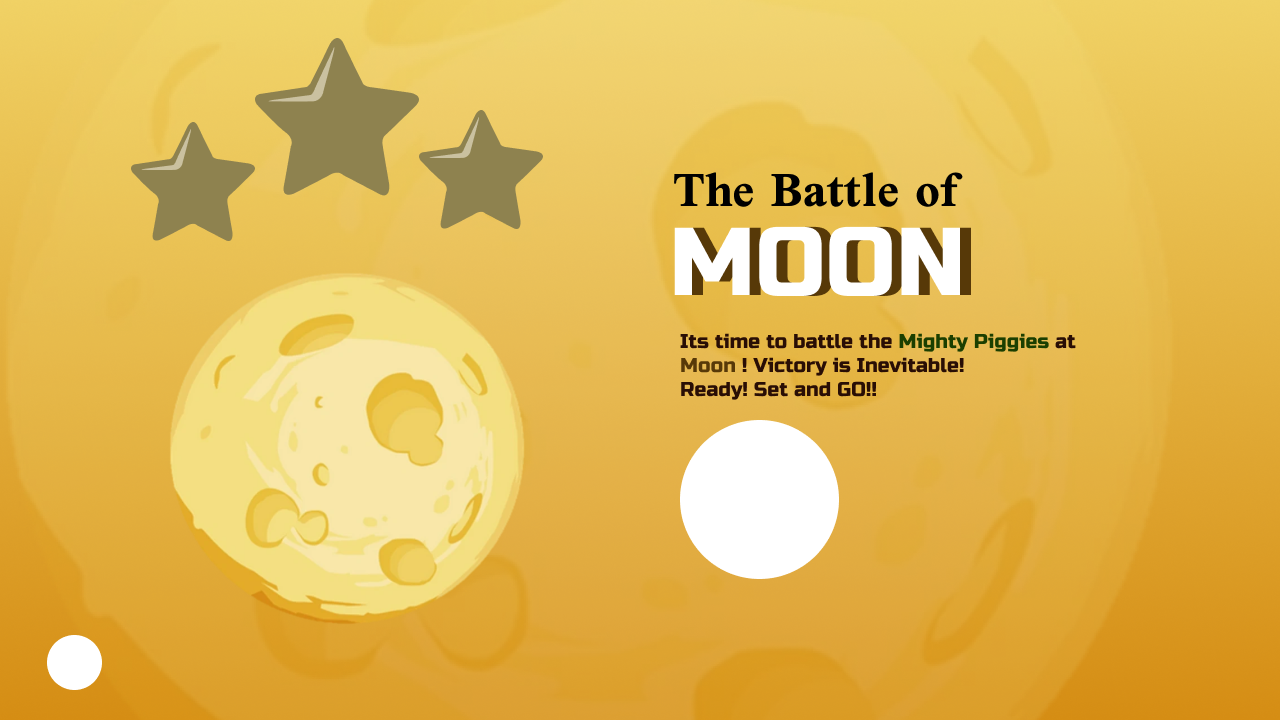 The Battle of
MOON
Its time to battle the Mighty Piggies at
Moon ! Victory is Inevitable!
Ready! Set and GO!!